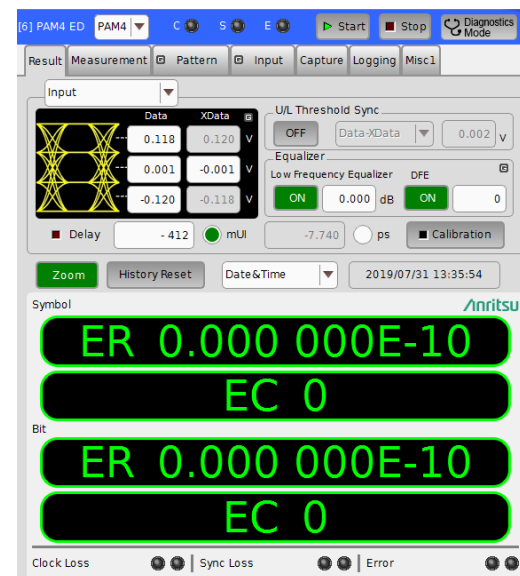 [6] PAM4 ED PAM4 C S E Start Stop Diagnostics Mode
Result Measurement Pattern Input Capture Logging Misc1
Input
Data XData
U/L Threshold Sync
0.118 0.120 V
OFF Data-XData 0.002 V
0.001 -0.001 V
Equalizer
Low Frequency Equalizer DFE
-0.120 -0.118 V
ON 0.000 dB ON 0
Delay -412 mUI -7.740 ps Calibration
Zoom History Reset Date&Time 2019/07/31 13:35:54
Symbol Anritsu
ER 0.000 000E-10
EC 0
Bit
ER 0.000 000E-10
EC 0
Clock Loss Sync Loss Error